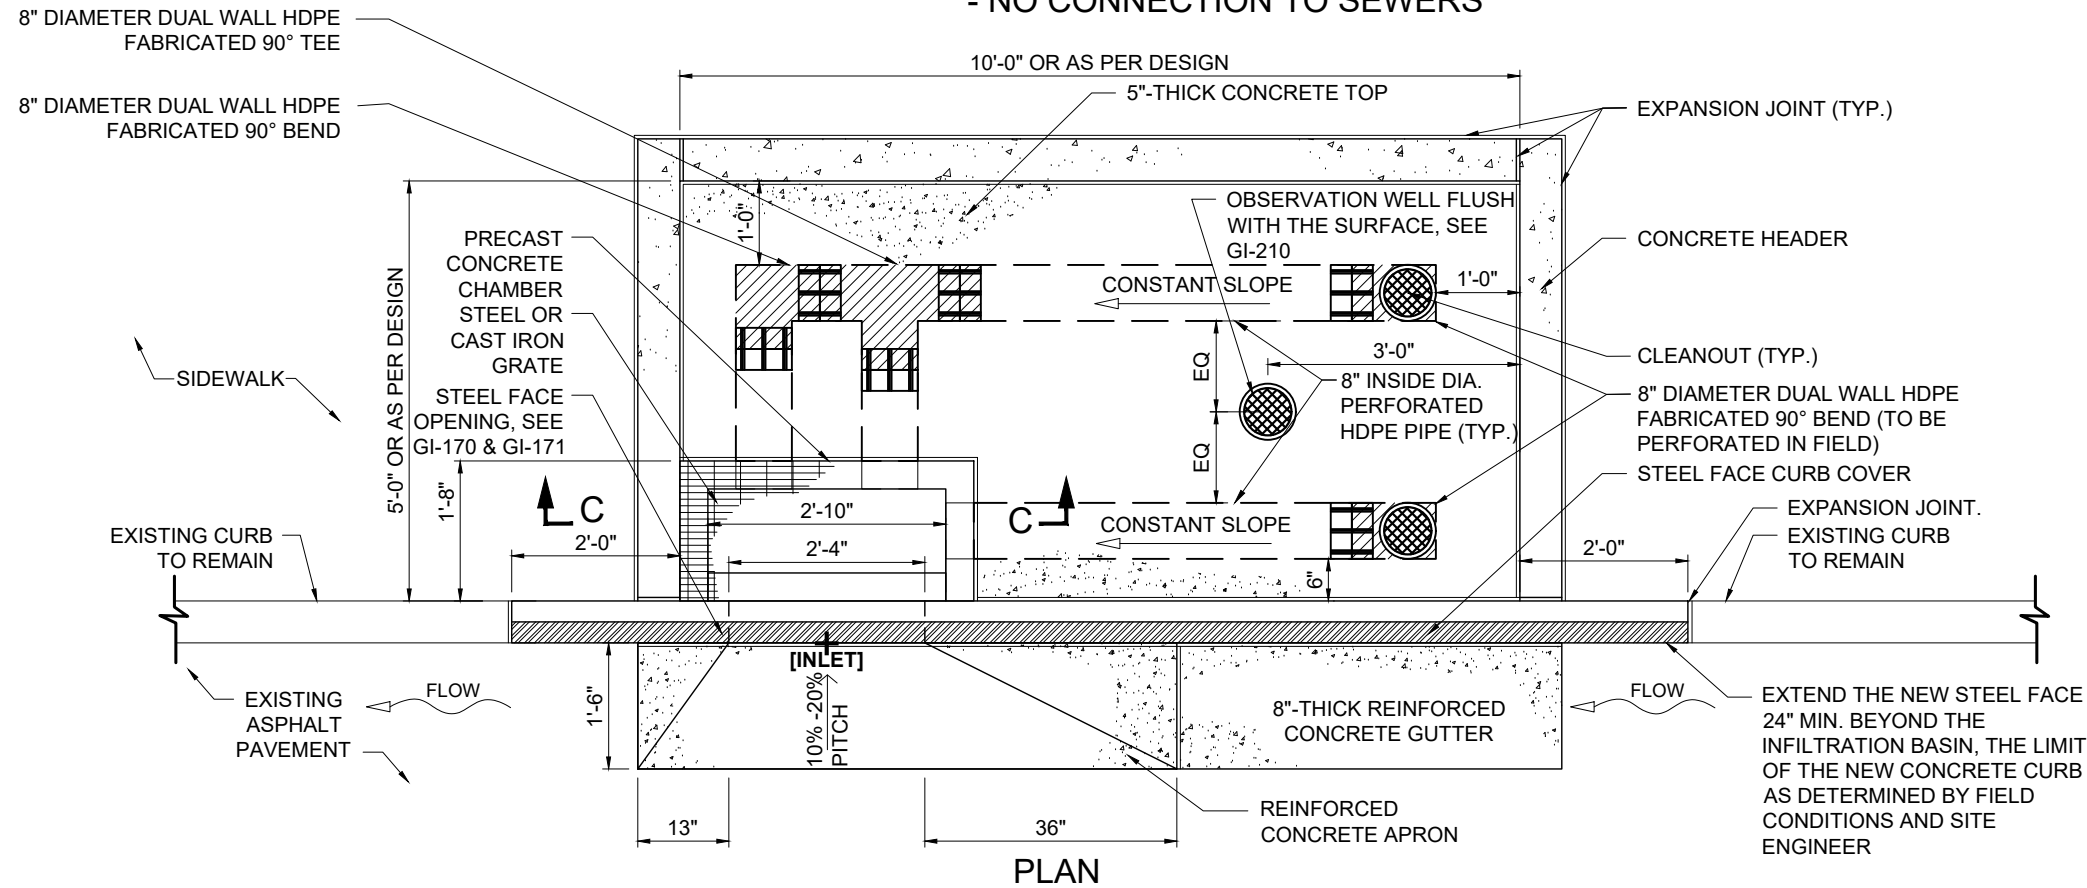 - NO CONNECTION TO SEWERS
8" DIAMETER DUAL WALL HDPE
FABRICATED 90° TEE
8" DIAMETER DUAL WALL HDPE
FABRICATED 90° BEND
10'-0" OR AS PER DESIGN
5"-THICK CONCRETE TOP
EXPANSION JOINT (TYP.)
OBSERVATION WELL FLUSH
WITH THE SURFACE, SEE
GI-210
CONCRETE HEADER
1'-0"
PRECAST
CONCRETE
CHAMBER
STEEL OR
CAST IRON
GRATE
STEEL FACE
OPENING, SEE
GI-170 & GI-171
5'-0" OR AS PER DESIGN
SIDEWALK
CONSTANT SLOPE
1'-0"
3'-0"
EQ
EQ
8" INSIDE DIA.
PERFORATED
HDPE PIPE (TYP.)
CLEANOUT (TYP.)
8" DIAMETER DUAL WALL HDPE
FABRICATED 90° BEND (TO BE
PERFORATED IN FIELD)
STEEL FACE CURB COVER
1'-8"
C
C
2'-10"
2'-4"
CONSTANT SLOPE
6"
EXISTING CURB
TO REMAIN
2'-0"
2'-0"
EXPANSION JOINT.
EXISTING CURB
TO REMAIN
[INLET]
10% -20%
PITCH
1'-6"
EXISTING
ASPHALT
PAVEMENT
FLOW
8"-THICK REINFORCED
CONCRETE GUTTER
FLOW
EXTEND THE NEW STEEL FACE
24" MIN. BEYOND THE
INFILTRATION BASIN, THE LIMIT
OF THE NEW CONCRETE CURB
AS DETERMINED BY FIELD
CONDITIONS AND SITE
ENGINEER
13"
36"
REINFORCED
CONCRETE APRON
PLAN